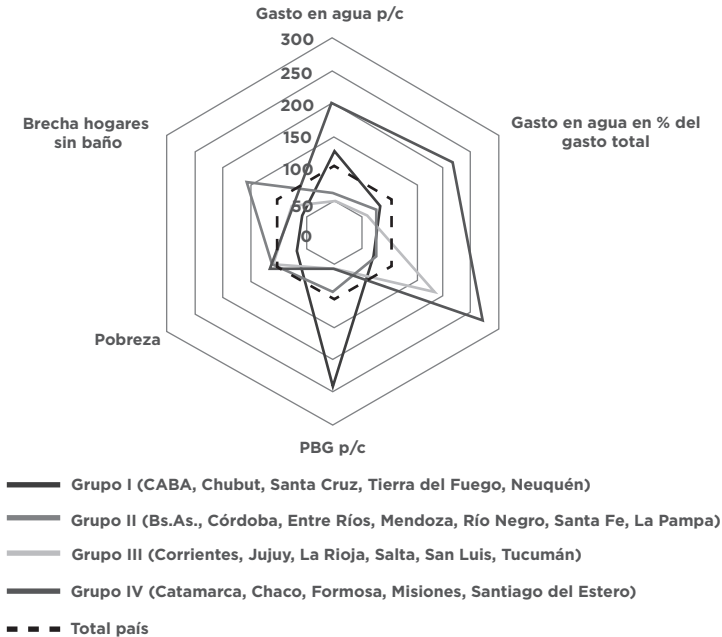 Gasto en agua p/c
300
250
200
150
100
50
0
Brecha hogares
sin baño
Gasto en agua en % del
gasto total
Pobreza
PBG p/c
Grupo I (CABA, Chubut, Santa Cruz, Tierra del Fuego, Neuquén)
Grupo II (Bs.As., Córdoba, Entre Ríos, Mendoza, Río Negro, Santa Fe, La Pampa)
Grupo III (Corrientes, Jujuy, La Rioja, Salta, San Luis, Tucumán)
Grupo IV (Catamarca, Chaco, Formosa, Misiones, Santiago del Estero)
Total país